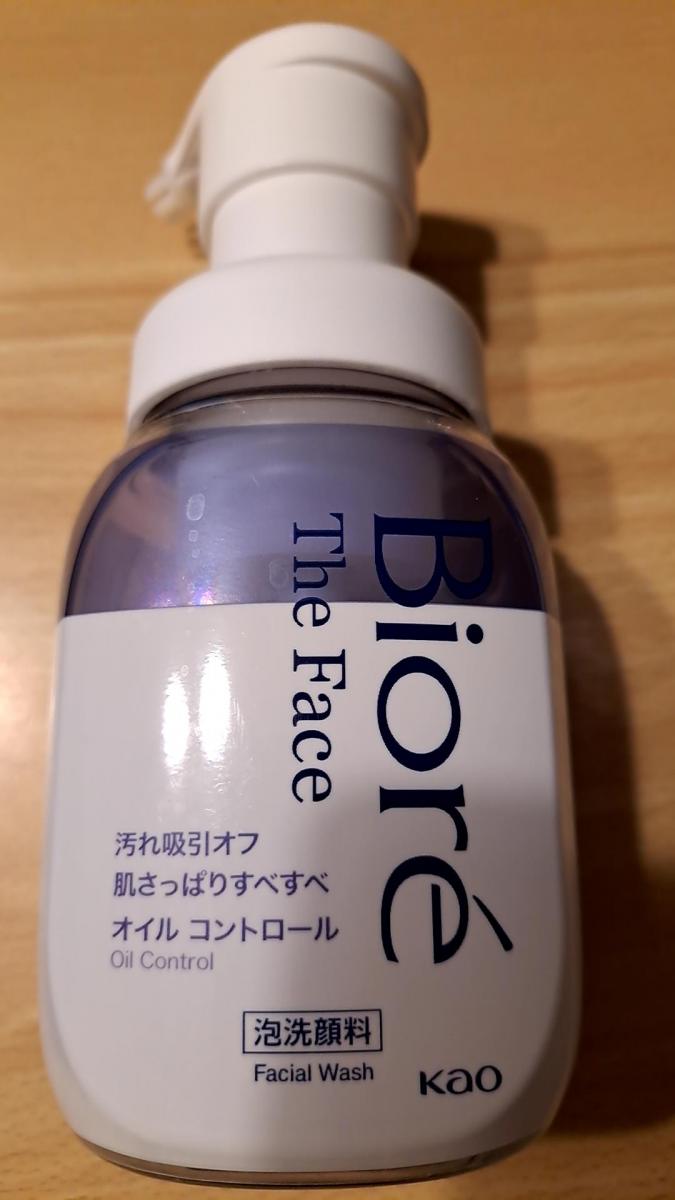 Bioré
The Face
汚れ吸引オフ
肌さっぱりすべすべ
オイル コントロール
Oil Control
泡洗顔料
Facial Wash
Kao